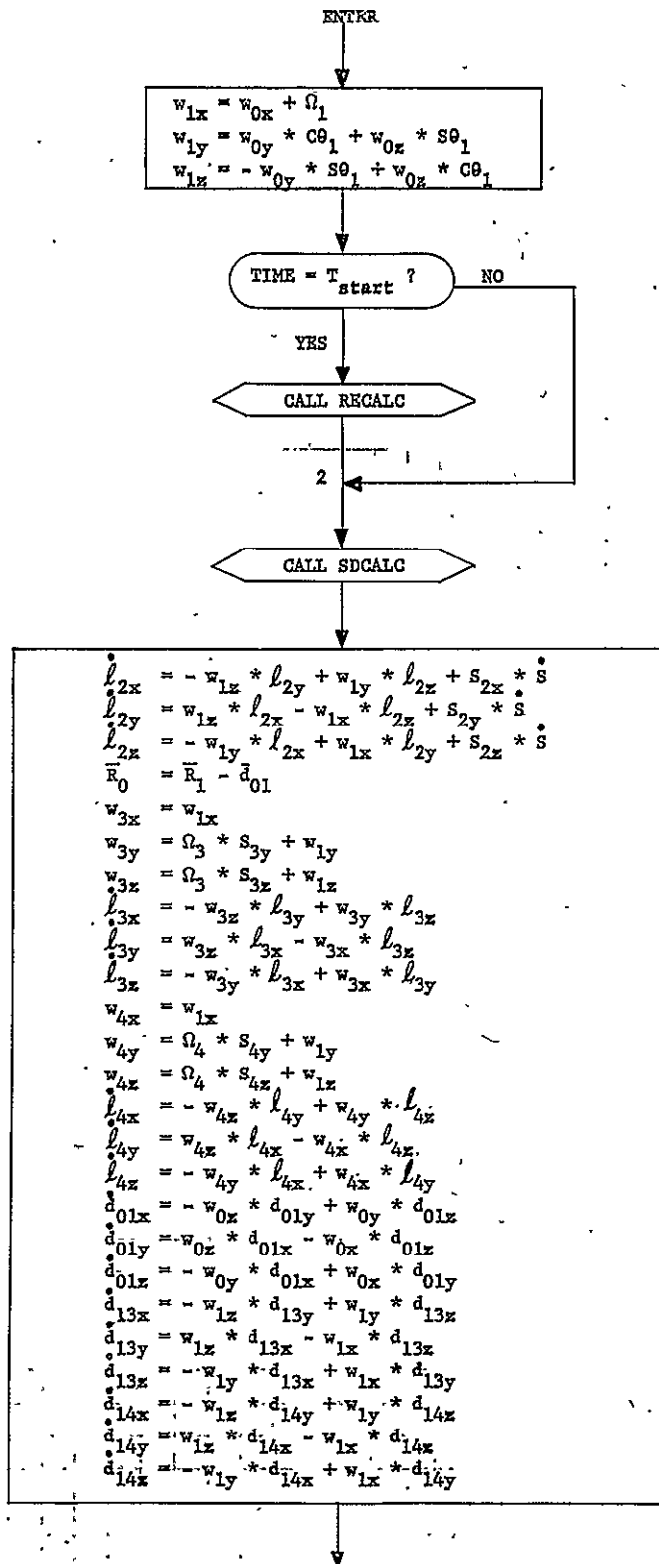 ENTER
w₁ₓ = w₀ₓ + Ω₁
w₁y = w₀y * Cθ₁ + w₀z * Sθ₁
w₁z = - w₀y * Sθ₁ + w₀z * Cθ₁
TIME = T_start ?
NO
YES
CALL RECALC
2
CALL SDCALC
ℓ̇₂ₓ = - w₁z * ℓ₂y + w₁y * ℓ₂z + S₂ₓ * Ṡ
ℓ̇₂y = w₁z * ℓ₂ₓ - w₁ₓ * ℓ₂z + S₂y * Ṡ
ℓ̇₂z = - w₁y * ℓ₂ₓ + w₁ₓ * ℓ₂y + S₂z * Ṡ
R̅₀ = R̅₁ - d̅₀₁
w₃ₓ = w₁ₓ
w₃y = Ω₃ * S₃y + w₁y
w₃z = Ω₃ * S₃z + w₁z
ℓ̇₃ₓ = - w₃z * ℓ₃y + w₃y * ℓ₃z
ℓ̇₃y = w₃z * ℓ₃ₓ - w₃ₓ * ℓ₃z
ℓ̇₃z = - w₃y * ℓ₃ₓ + w₃ₓ * ℓ₃y
w₄ₓ = w₁ₓ
w₄y = Ω₄ * S₄y + w₁y
w₄z = Ω₄ * S₄z + w₁z
ℓ̇₄ₓ = - w₄z * ℓ₄y + w₄y * ℓ₄z
ℓ̇₄y = w₄z * ℓ₄ₓ - w₄ₓ * ℓ₄z
ℓ̇₄z = - w₄y * ℓ₄ₓ + w₄ₓ * ℓ₄y
ḋ₀₁ₓ = - w₀z * d₀₁y + w₀y * d₀₁z
ḋ₀₁y = w₀z * d₀₁ₓ - w₀ₓ * d₀₁z
ḋ₀₁z = - w₀y * d₀₁ₓ + w₀ₓ * d₀₁y
ḋ₁₃ₓ = - w₁z * d₁₃y + w₁y * d₁₃z
ḋ₁₃y = w₁z * d₁₃ₓ - w₁ₓ * d₁₃z
ḋ₁₃z = - w₁y * d₁₃ₓ + w₁ₓ * d₁₃y
ḋ₁₄ₓ = - w₁z * d₁₄y + w₁y * d₁₄z
ḋ₁₄y = w₁z * d₁₄ₓ - w₁ₓ * d₁₄z
ḋ₁₄z = - w₁y * d₁₄ₓ + w₁ₓ * d₁₄y